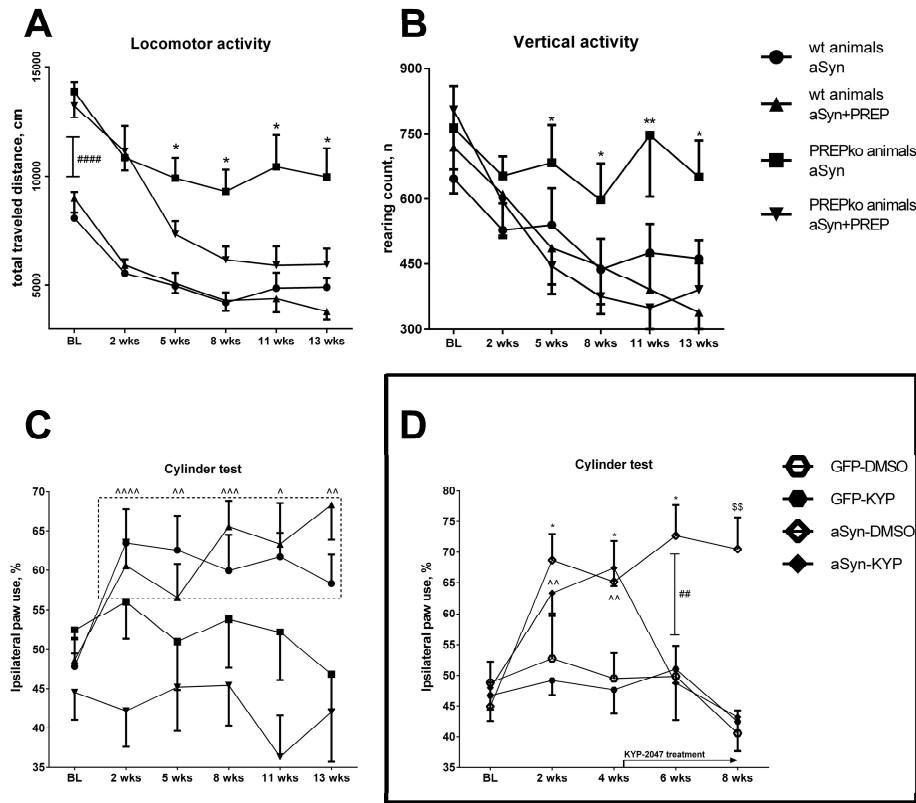 A
Locomotor activity
total traveled distance, cm
15000
10000
5000
####
*
*
*
*
BL
2 wks
5 wks
8 wks
11 wks
13 wks
B
Vertical activity
rearing count, n
900
750
600
450
300
*
*
**
*
BL
2 wks
5 wks
8 wks
11 wks
13 wks
wt animals
aSyn
wt animals
aSyn+PREP
PREPko animals
aSyn
PREPko animals
aSyn+PREP
C
Cylinder test
Ipsilateral paw use, %
70
65
60
55
50
45
40
35
^^^^
^^
^^^
^
^^
BL
2 wks
5 wks
8 wks
11 wks
13 wks
D
Cylinder test
Ipsilateral paw use, %
80
75
70
65
60
55
50
45
40
35
*
*
*
$$
^^
^^
##
KYP-2047 treatment
BL
2 wks
4 wks
6 wks
8 wks
GFP-DMSO
GFP-KYP
aSyn-DMSO
aSyn-KYP